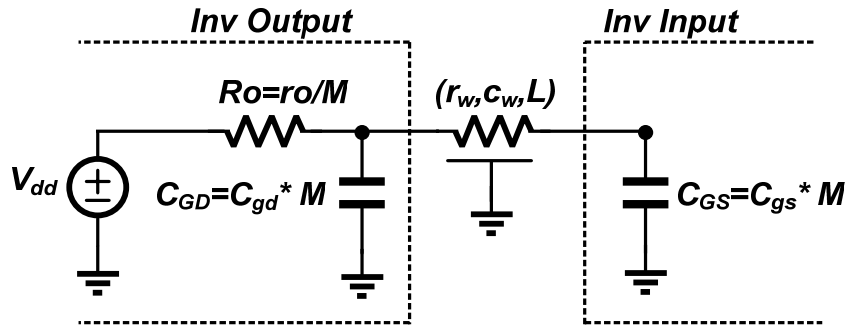 Inv Output
Inv Input
Ro=ro/M
(rw,cw,L)
Vdd
CGD=Cgd* M
CGS=Cgs* M